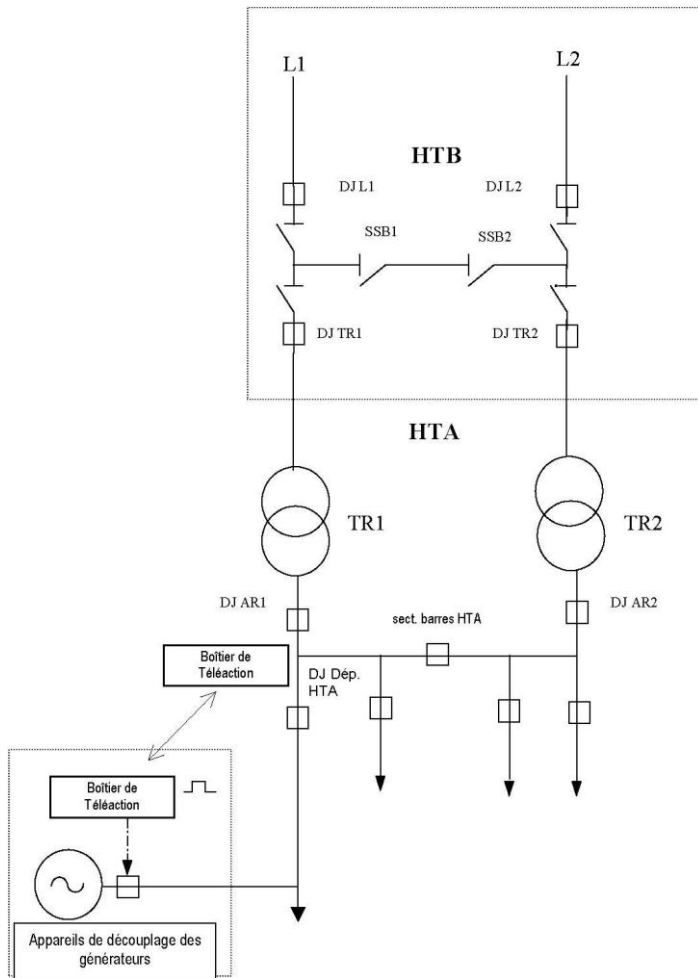 L1
L2
HTB
DJ L1
DJ L2
SSB1
SSB2
DJ TR1
DJ TR2
HTA
TR1
TR2
DJ AR1
DJ AR2
sect. barres HTA
Boîtier de
Téléaction
DJ Dép.
HTA
Boîtier de
Téléaction
Appareils de découplage des
générateurs